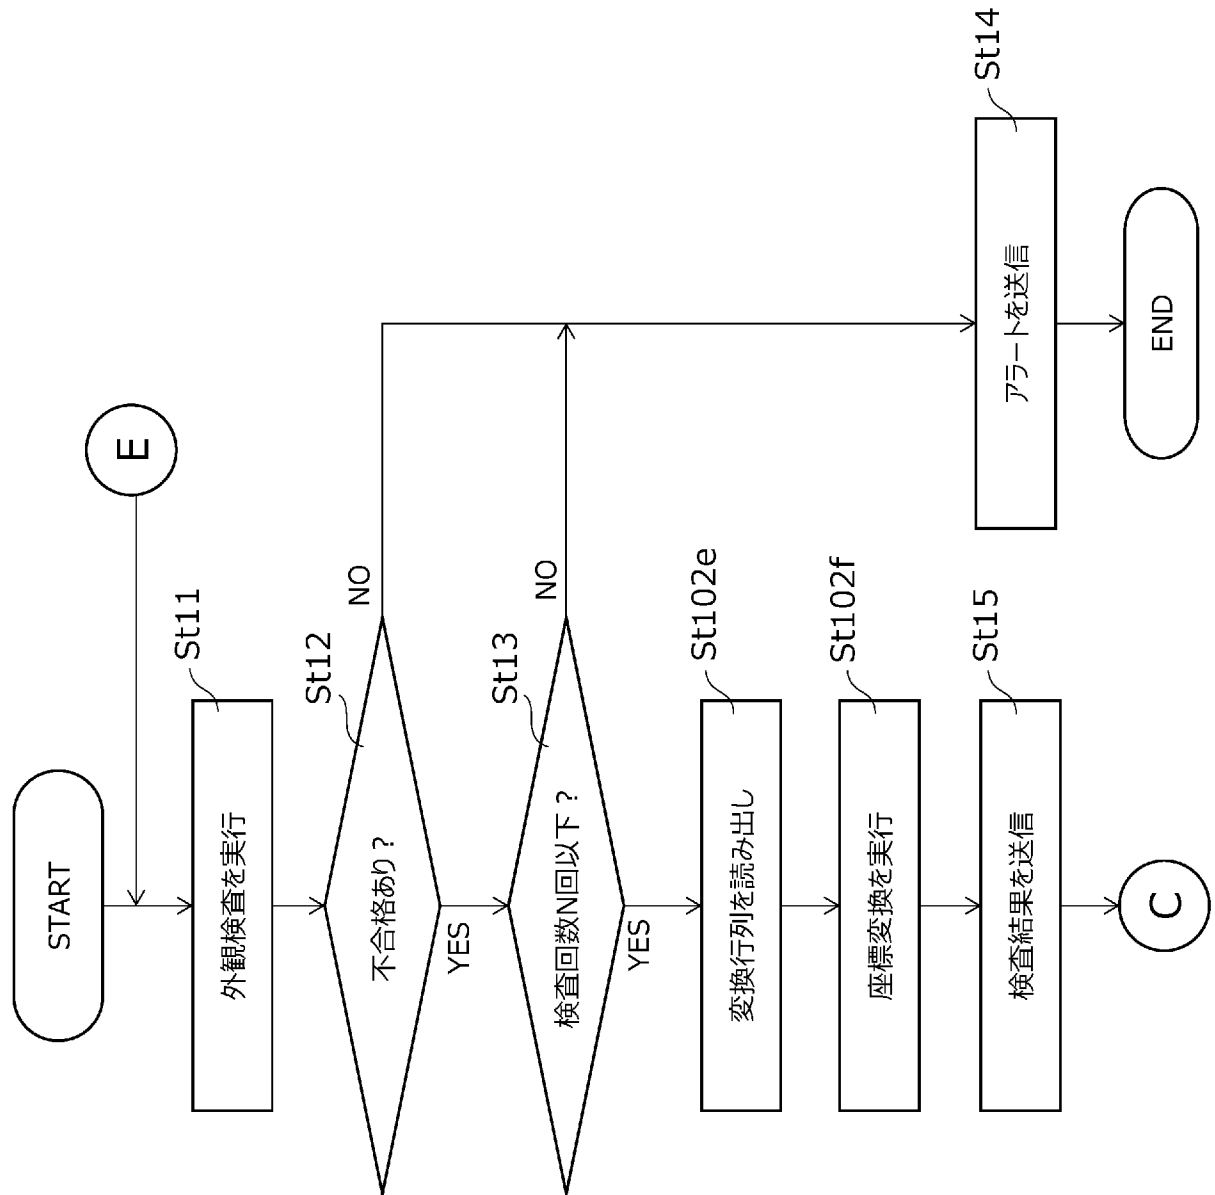 START
E
St11
外観検査を実行
St12
不合格あり？
NO
YES
St13
検査回数N回以下？
NO
YES
St102e
変換行列を読み出し
St102f
座標変換を実行
St15
検査結果を送信
C
St14
アラートを送信
END